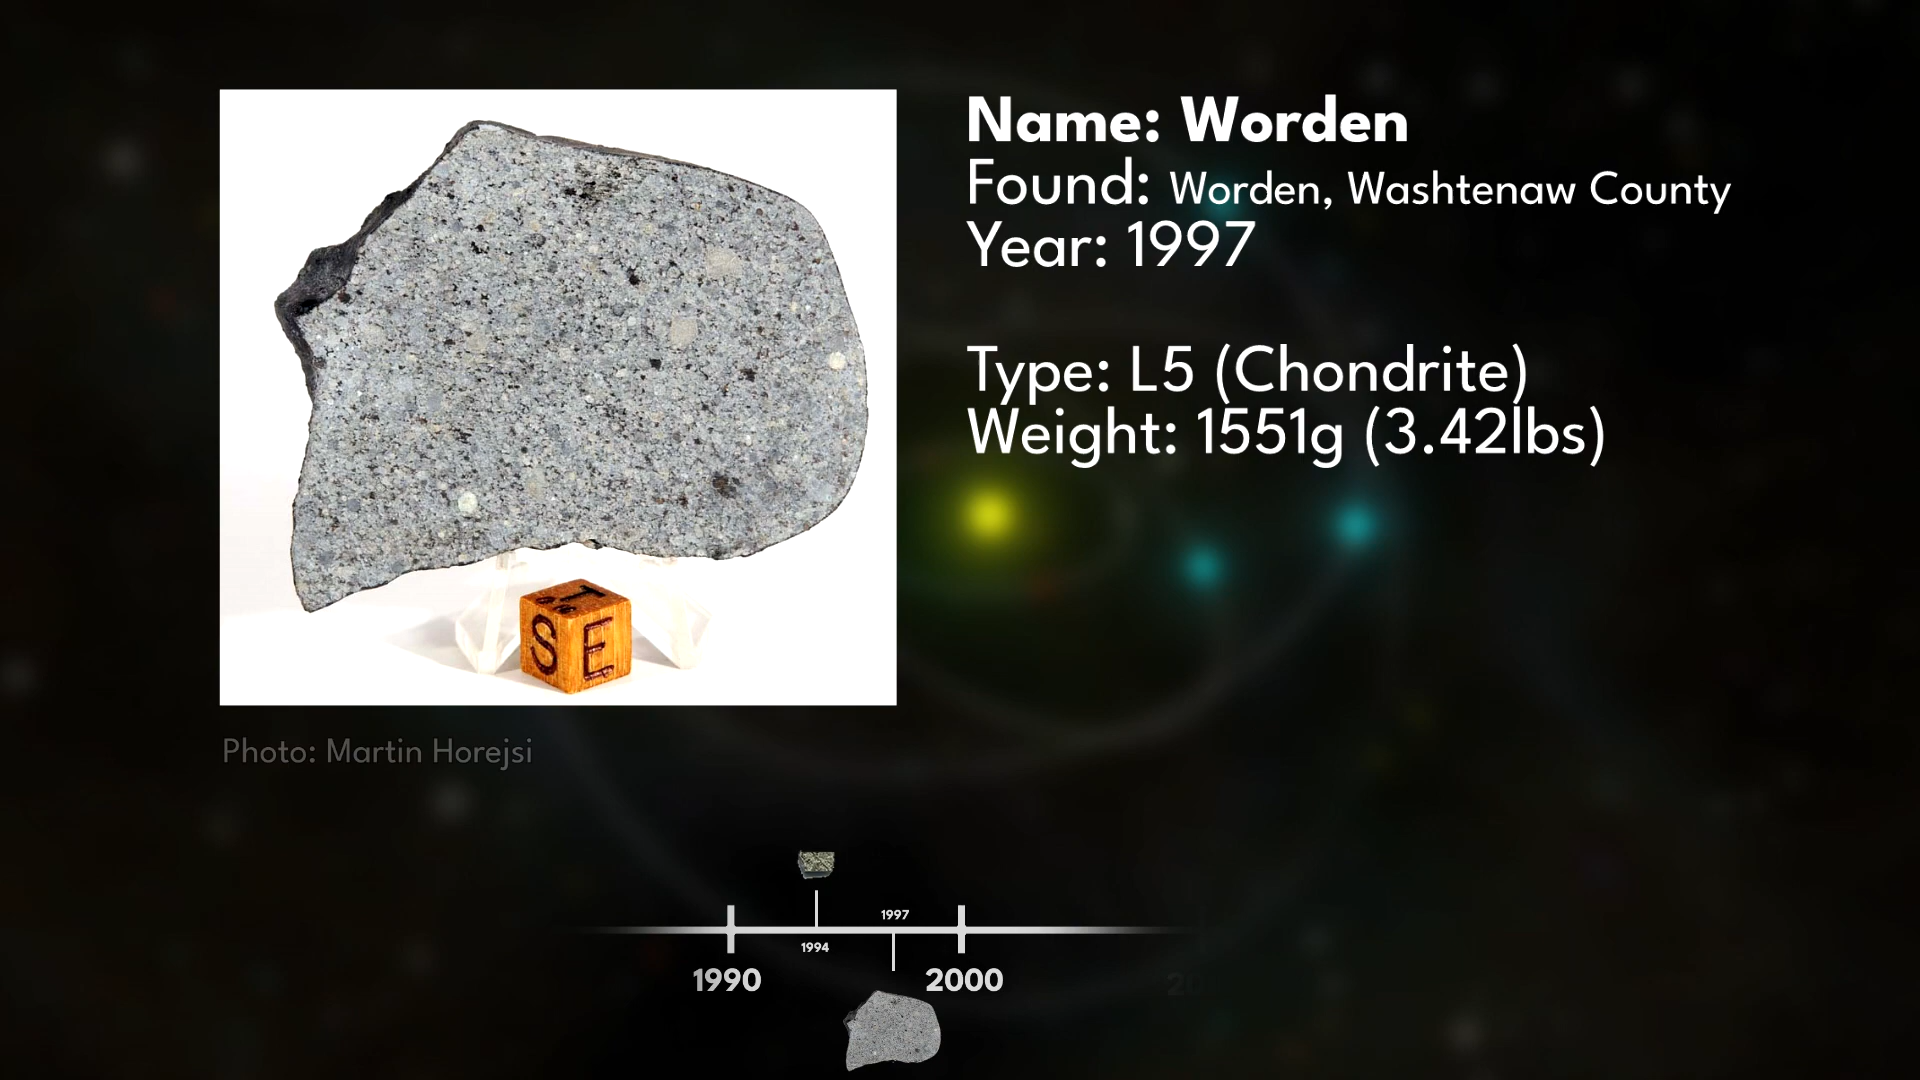 Name: Worden
Found: Worden, Washtenaw County
Year: 1997
Type: L5 (Chondrite)
Weight: 1551g (3.42lbs)
T
S E
Photo: Martin Horejsi
1997
1994
1990 2000